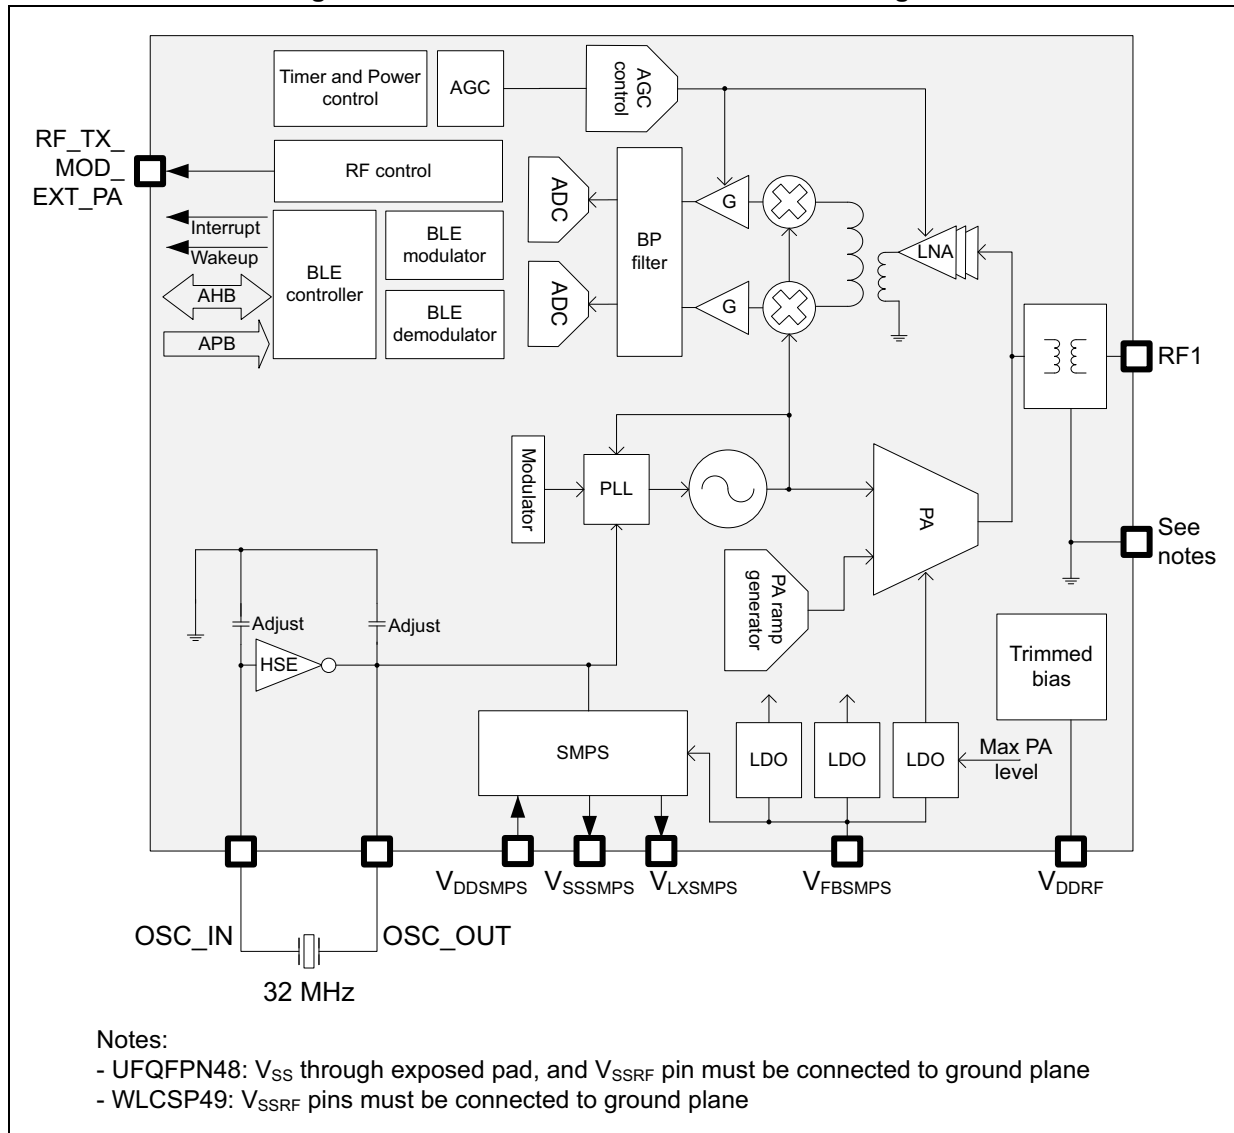 Timer and Power
control
AGC
AGC
control
RF_TX_
MOD_
EXT_PA
RF control
Interrupt
Wakeup
AHB
APB
BLE
controller
BLE
modulator
BLE
demodulator
ADC
ADC
BP
filter
G
G
LNA
RF1
Modulator
PLL
PA
See
notes
PA ramp
generator
Adjust
Adjust
HSE
Trimmed
bias
SMPS
LDO
LDO
LDO
Max PA
level
VDDSMPS
VSSSMPS
VLXSMPS
VFBSMPS
VDDRF
OSC_IN
OSC_OUT
32 MHz
Notes:
- UFQFPN48: VSS through exposed pad, and VSSRF pin must be connected to ground plane
- WLCSP49: VSSRF pins must be connected to ground plane